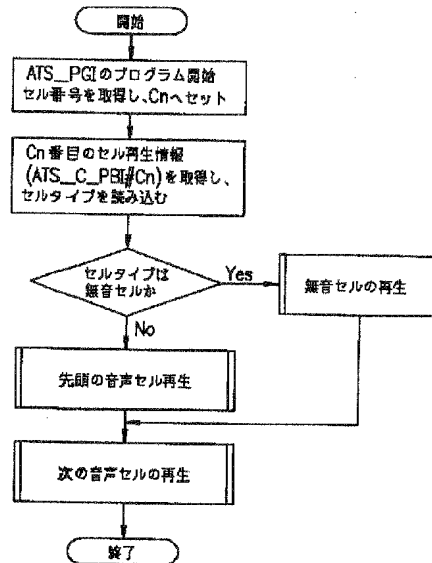 開始
ATS_PGIのプログラム開始
セル番号を取得し、Cnへセット
Cn番目のセル再生情報
(ATS_C_PBI#Cn)を取得し、
セルタイプを読み込む
セルタイプは
無音セルか
Yes
無音セルの再生
No
先頭の音声セル再生
次の音声セルの再生
終了